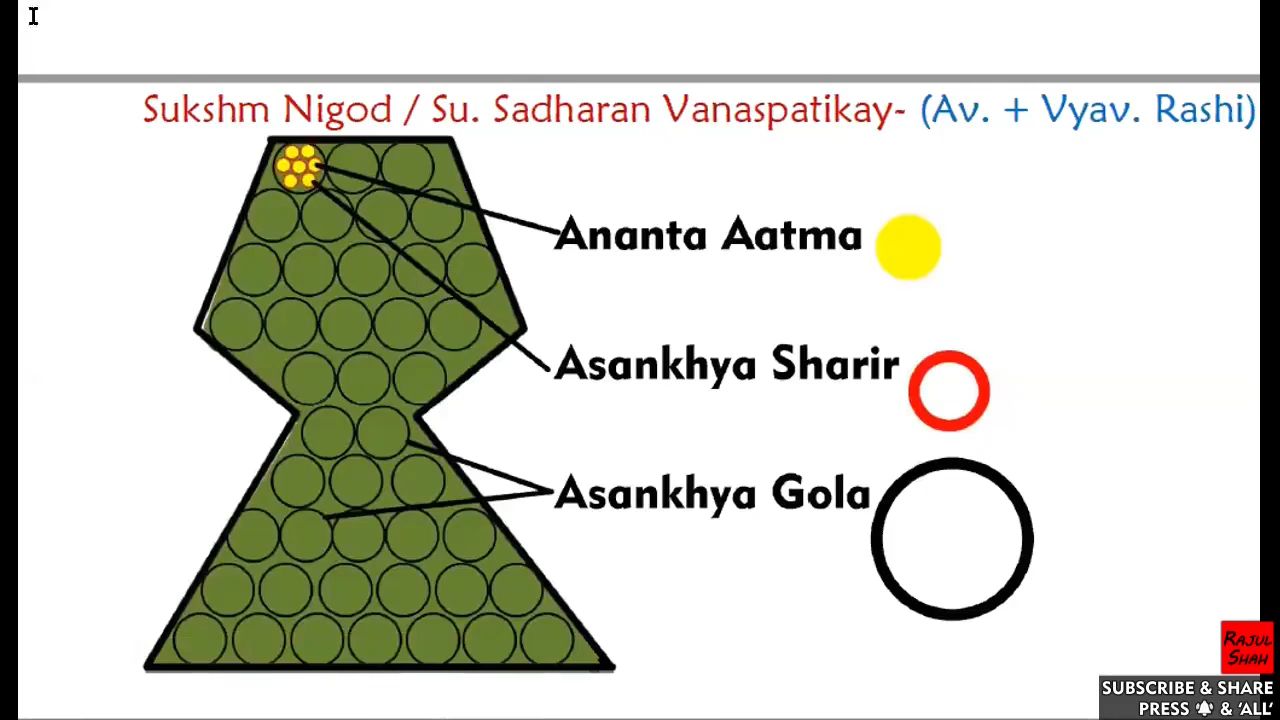 Sukshm Nigod / Su. Sadharan Vanaspatikay- (Av. + Vyav. Rashi)
Ananta Aatma
Asankhya Sharir
Asankhya Gola
RAJUL
SHAH
SUBSCRIBE & SHARE
PRESS 🔔 & 'ALL'